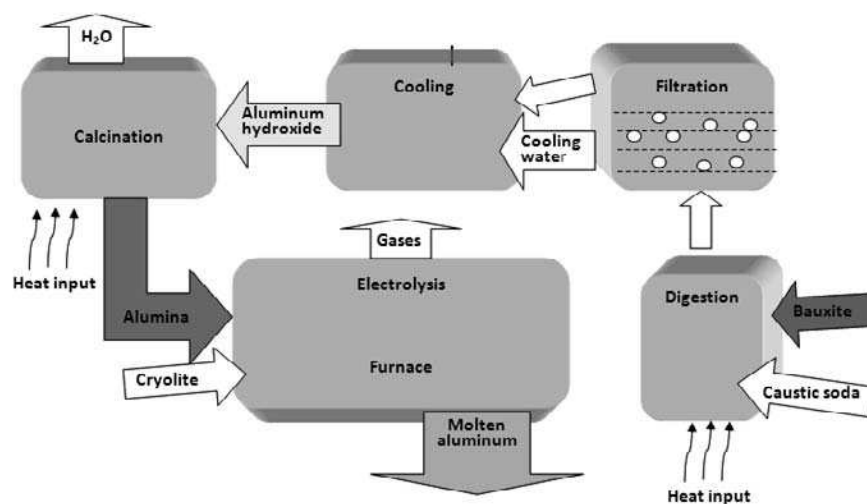 H₂O
Calcination
Aluminum
hydroxide
Cooling
Cooling
water
Filtration
Heat input
Gases
Electrolysis
Digestion
Bauxite
Alumina
Furnace
Cryolite
Caustic soda
Molten
aluminum
Heat input